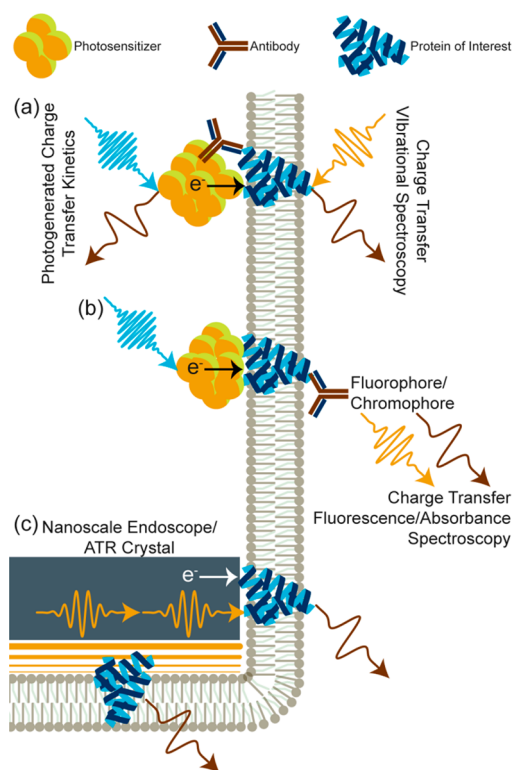 Photosensitizer
Antibody
Protein of Interest
(a)
Photogenerated Charge
Transfer Kinetics
e-
Charge Transfer
VIbrational Spectroscopy
(b)
e-
Fluorophore/
Chromophore
Charge Transfer
Fluorescence/Absorbance
Spectroscopy
(c)
Nanoscale Endoscope/
ATR Crystal
e-